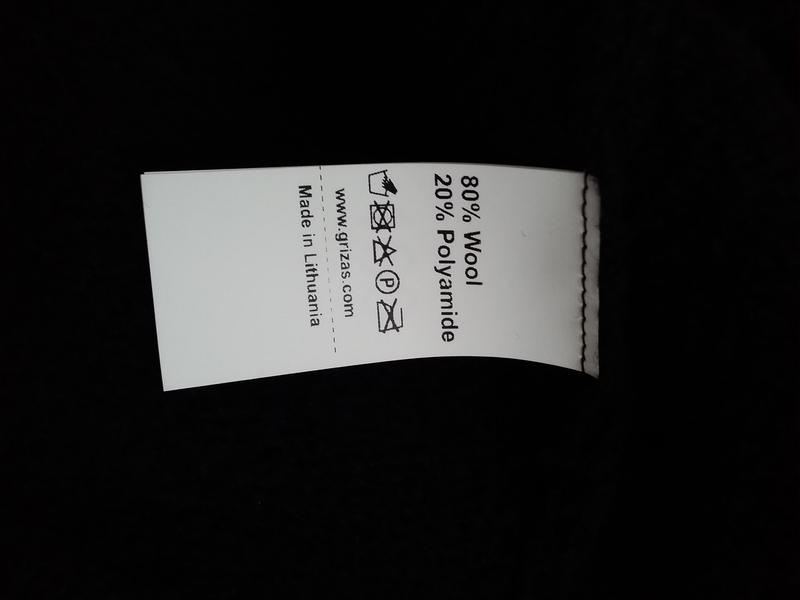 80% Wool
20% Polyamide
P
www.grizas.com
Made in Lithuania